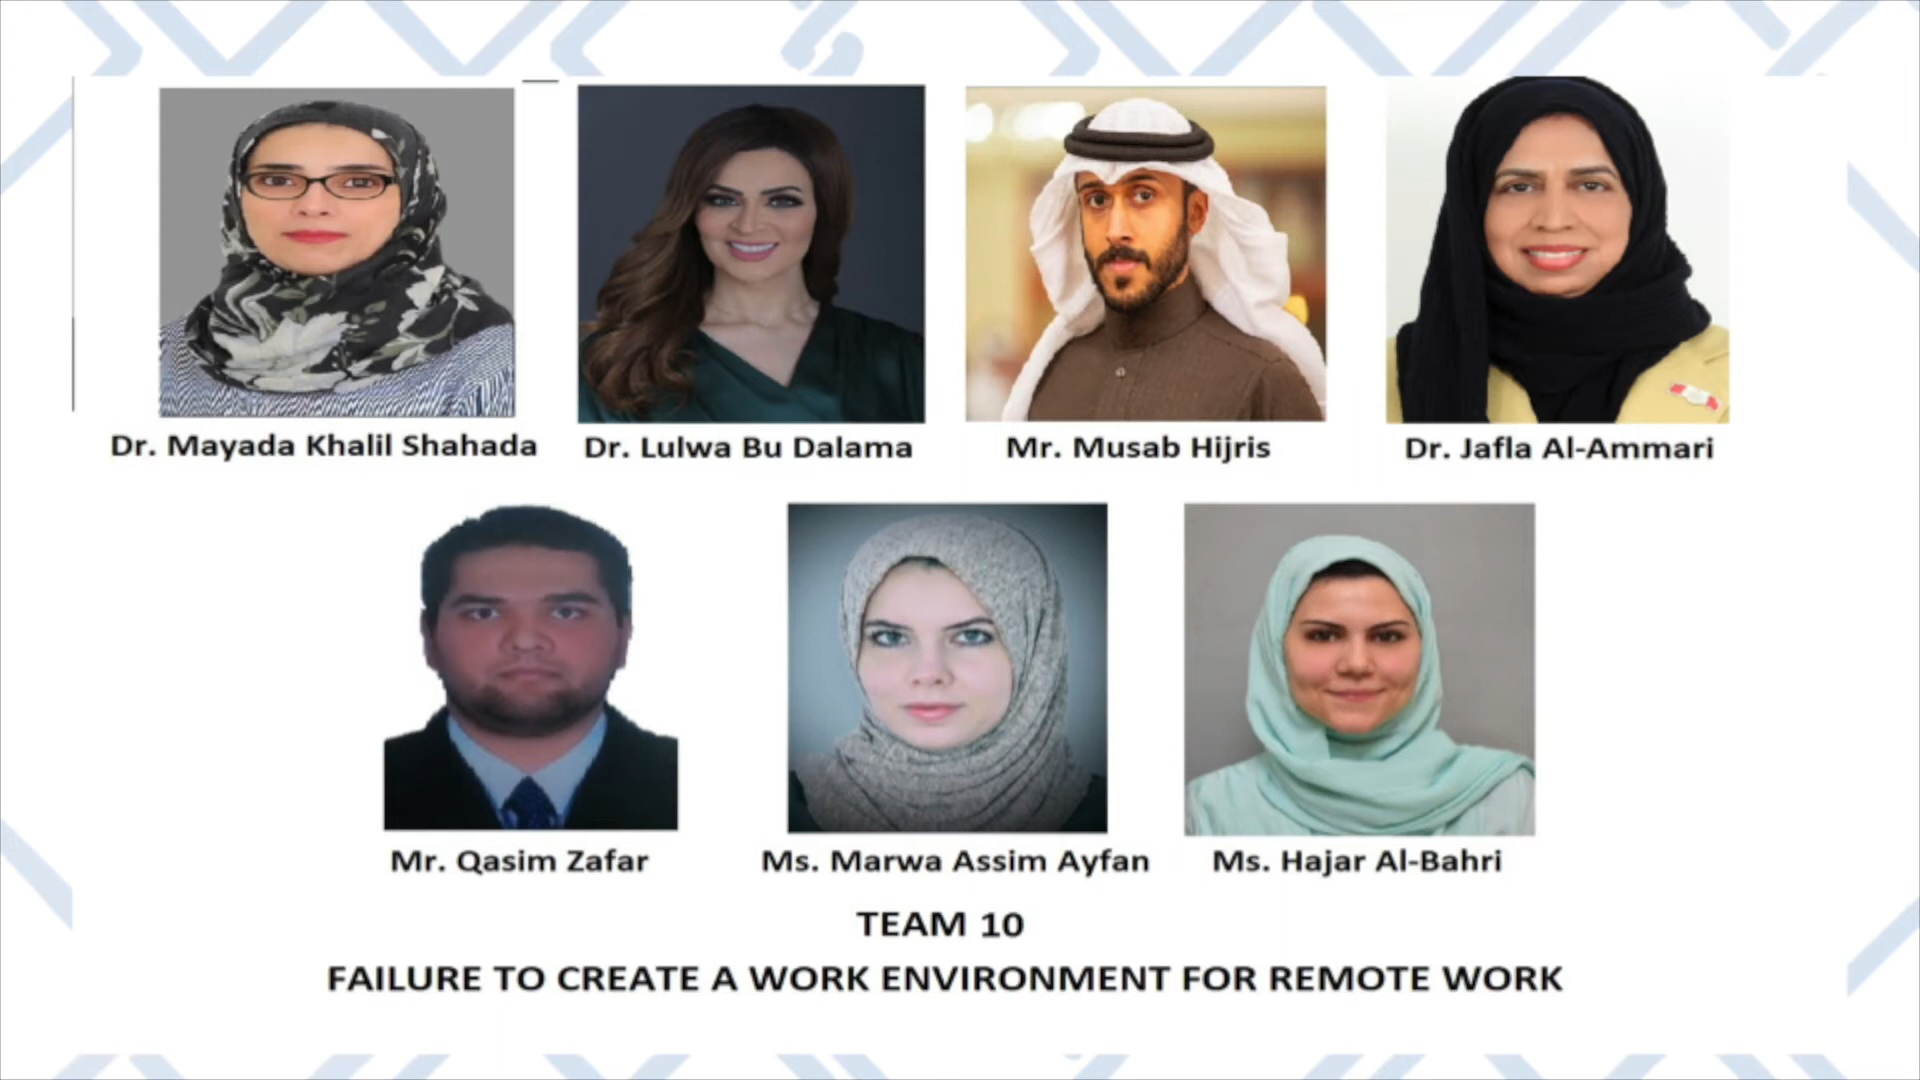 Dr. Mayada Khalil Shahada
Dr. Lulwa Bu Dalama
Mr. Musab Hijris
Dr. Jafla Al-Ammari
Mr. Qasim Zafar
Ms. Marwa Assim Ayfan
Ms. Hajar Al-Bahri
TEAM 10
FAILURE TO CREATE A WORK ENVIRONMENT FOR REMOTE WORK